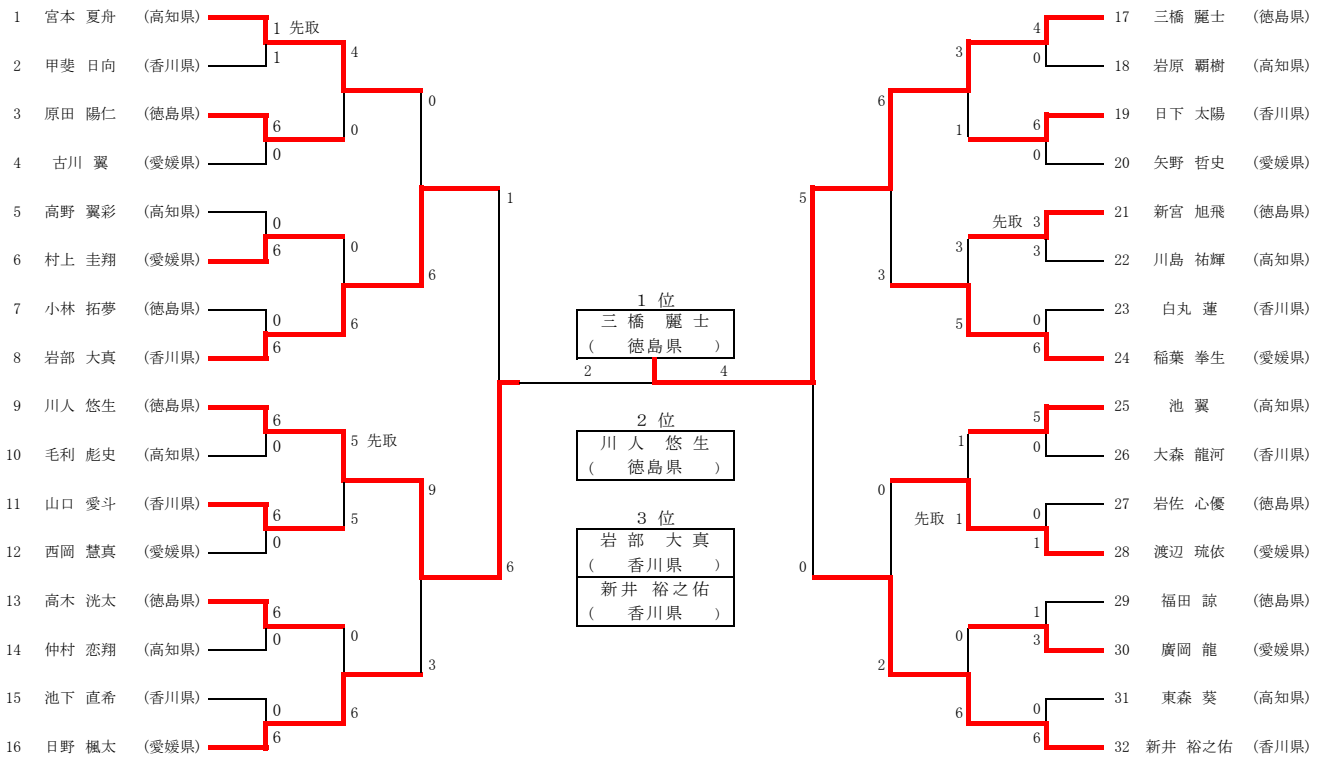 1 宮本 夏舟 (高知県)
1 先取
1
2 甲斐 日向 (香川県)
4
3 原田 陽仁 (徳島県)
6
0
4 古川 翼 (愛媛県)
0
0
5 高野 翼彩 (高知県)
0
6
6 村上 圭翔 (愛媛県)
0
7 小林 拓夢 (徳島県)
0
6
8 岩部 大真 (香川県)
6
6
1
9 川人 悠生 (徳島県)
6
0
10 毛利 彪史 (高知県)
5 先取
11 山口 愛斗 (香川県)
6
0
12 西岡 慧真 (愛媛県)
5
9
13 高木 洸太 (徳島県)
6
0
14 仲村 恋翔 (高知県)
0
15 池下 直希 (香川県)
0
6
16 日野 楓太 (愛媛県)
6
3
6
1 位
三橋 麗士
( 徳島県 )
2 4
2 位
川人 悠生
( 徳島県 )
3 位
岩部 大真
( 香川県 )
新井 裕之佑
( 香川県 )
4 17 三橋 麗士 (徳島県)
0 18 岩原 覇樹 (高知県)
3
6 19 日下 太陽 (香川県)
0 20 矢野 哲史 (愛媛県)
1
6
先取 3 21 新宮 旭飛 (徳島県)
3 22 川島 祐輝 (高知県)
3
0 23 白丸 蓮 (香川県)
6 24 稲葉 拳生 (愛媛県)
5
3
5
5 25 池 翼 (高知県)
0 26 大森 龍河 (香川県)
1
0 27 岩佐 心優 (徳島県)
1 28 渡辺 琉依 (愛媛県)
先取 1
0
1 29 福田 諒 (徳島県)
3 30 廣岡 龍 (愛媛県)
0
0 31 東森 葵 (高知県)
6 32 新井 裕之佑 (香川県)
6
2
0